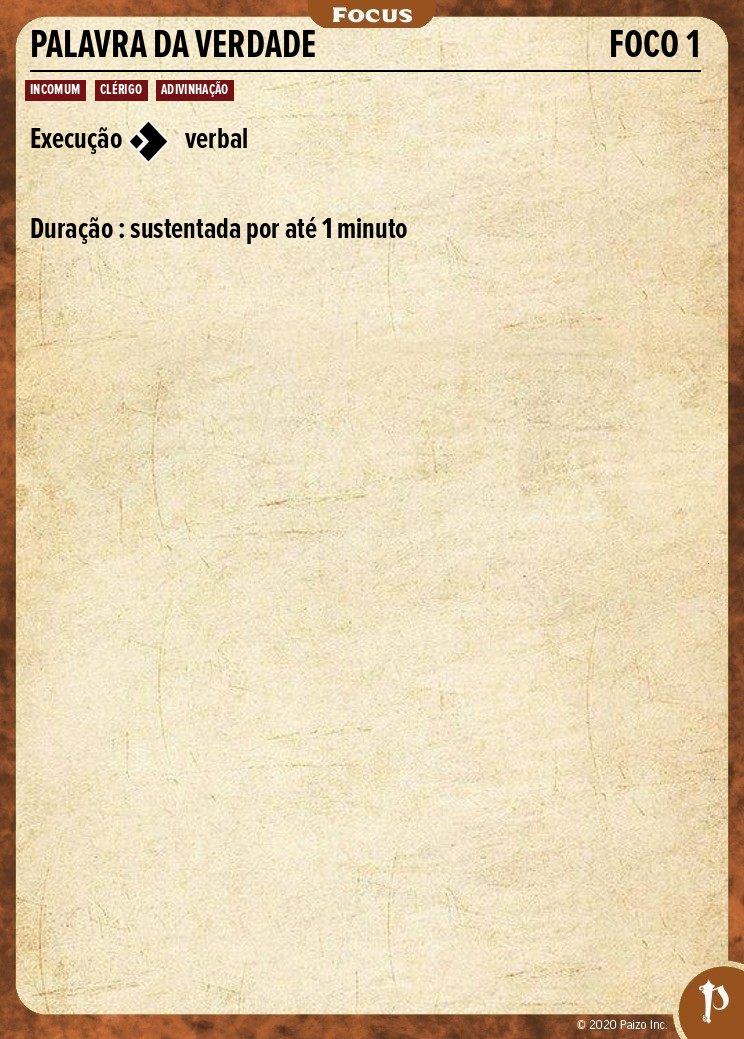 Focus
PALAVRA DA VERDADE FOCO 1
INCOMUM CLÉRIGO ADIVINHAÇÃO
Execução verbal
Duração : sustentada por até 1 minuto
© 2020 Paizo Inc.